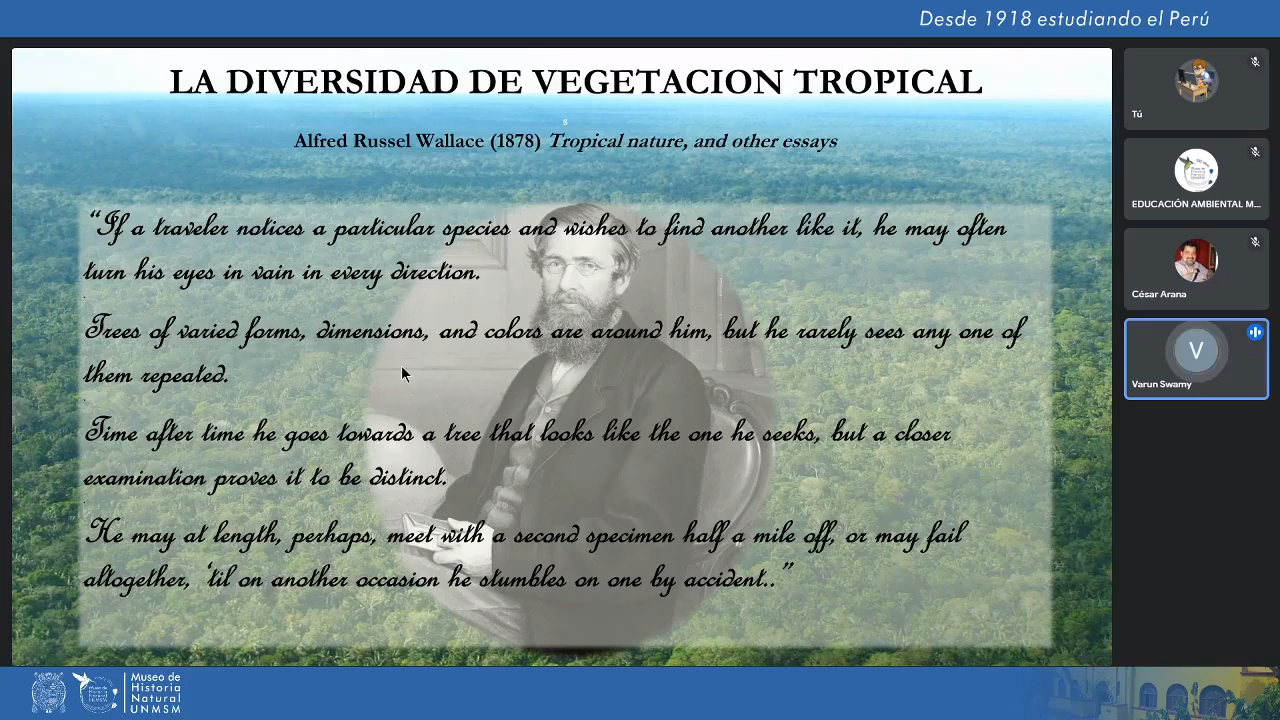 Desde 1918 estudiando el Perú
LA DIVERSIDAD DE VEGETACION TROPICAL
s
Alfred Russel Wallace (1878) Tropical nature, and other essays
“If a traveler notices a particular species and wishes to find another like it, he may often
turn his eyes in vain in every direction.
Trees of varied forms, dimensions, and colors are around him, but he rarely sees any one of
them repeated.
Time after time he goes towards a tree that looks like the one he seeks, but a closer
examination proves it to be distinct.
He may at length, perhaps, meet with a second specimen half a mile off, or may fail
altogether, ‘til on another occasion he stumbles on one by accident..”
Tú
EDUCACIÓN AMBIENTAL M...
César Arana
V
Varun Swamy
Museo de
Historia
Natural
UNMSM